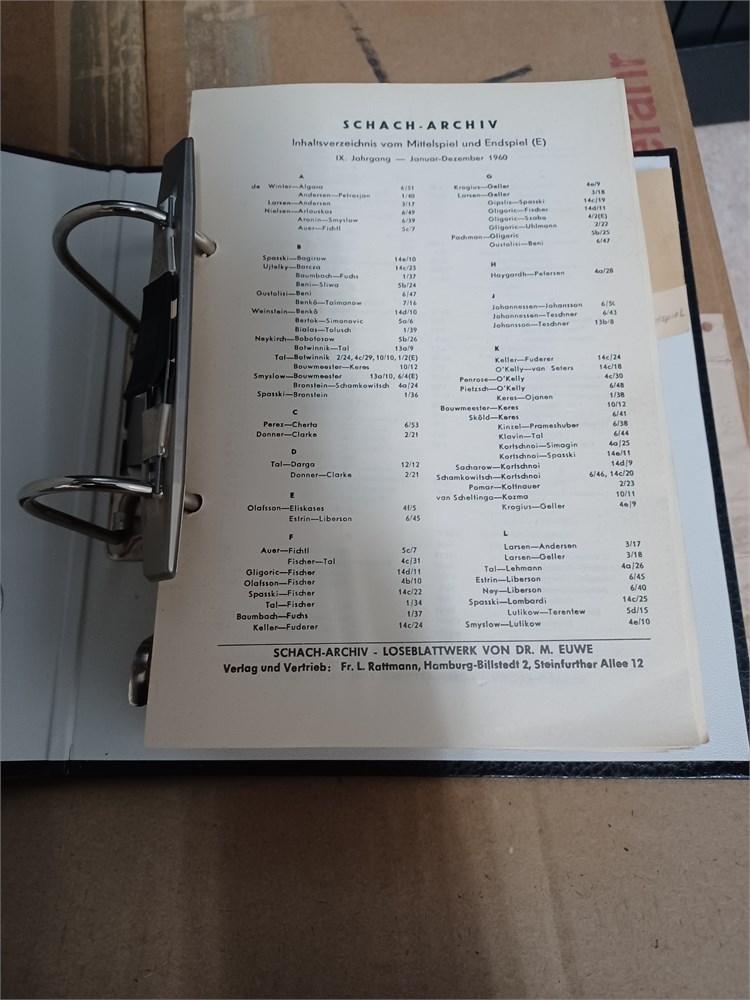 SCHACH-ARCHIV
Inhaltsverzeichnis vom Mittelspiel und Endspiel (E)
IX. Jahrgang — Januar-Dezember 1960
A
de Winter—Algara 6/51
Andersen—Petrosjan 1/40
Larsen—Andersen 3/17
Nielsen—Arlauskas 6/49
Aronin—Smyslow 6/39
Auer—Fichtl 5c/7
B
Spasski—Bagirow 14e/10
Ujtelky—Barcza 14c/23
Baumbach—Fuchs 1/37
Beni—Sliwa 5b/24
Gustolisi—Beni 6/47
Benkö—Taimanow 7/16
Weinstein—Benkö 14d/10
Bertok—Simonovic 5a/6
Bialas—Tolusch 1/39
Neykirch—Bobotosow 5b/26
Botwinnik—Tal 13a/9
Tal—Botwinnik 2/24, 4c/29, 10/10, 1/2(E)
Bouwmeester—Keres 10/12
Smyslow—Bouwmeester 13a/10, 6/4(E)
Bronstein—Schamkowitsch 4a/24
Spasski—Bronstein 1/36
C
Perez—Cherta 6/53
Donner—Clarke 2/21
D
Tal—Darga 12/12
Donner—Clarke 2/21
E
Olafsson—Eliskases 4f/5
Estrin—Liberson 6/45
F
Auer—Fichtl 5c/7
Fischer—Tal 4c/31
Gligoric—Fischer 14d/11
Olafsson—Fischer 4b/10
Spasski—Fischer 14c/22
Tal—Fischer 1/34
Baumbach—Fuchs 1/37
Keller—Fuderer 14c/24
G
Krogius—Geller 4e/9
Larsen—Geller 3/18
Gipslis—Spasski 14c/19
Gligoric—Fischer 14d/11
Gligoric—Szabo 4/2(E)
Gligoric—Uhlmann 2/22
Pachman—Gligoric 5b/25
Gustolisi—Beni 6/47
H
Haygardh—Petersen 4a/28
J
Johannessen—Johansson 6/50
Johannessen—Teschner 6/43
Johansson—Teschner 13b/8
K
Keller—Fuderer 14c/24
O'Kelly—van Seters 14c/18
Penrose—O'Kelly 4c/30
Pietzsch—O'Kelly 6/48
Keres—Ojanen 1/38
Bouwmeester—Keres 10/12
Sköld—Keres 6/41
Kinzel—Prameshuber 6/38
Klavin—Tal 6/44
Kortschnoi—Simagin 4a/25
Kortschnoi—Spasski 14e/11
Sacharow—Kortschnoi 14d/9
Schamkowitsch—Kortschnoi 6/46, 14c/20
Pomar—Kottnauer 2/23
van Scheltinga—Kozma 10/11
Krogius—Geller 4e/9
L
Larsen—Andersen 3/17
Larsen—Geller 3/18
Tal—Lehmann 4a/26
Estrin—Liberson 6/45
Ney—Liberson 6/40
Spasski—Lombardi 14c/25
Lutikow—Terentew 5d/15
Smyslow—Lutikow 4e/10
SCHACH-ARCHIV - LOSEBLATTWERK VON DR. M. EUWE
Verlag und Vertrieb: Fr. L. Rattmann, Hamburg-Billstedt 2, Steinfurther Allee 12